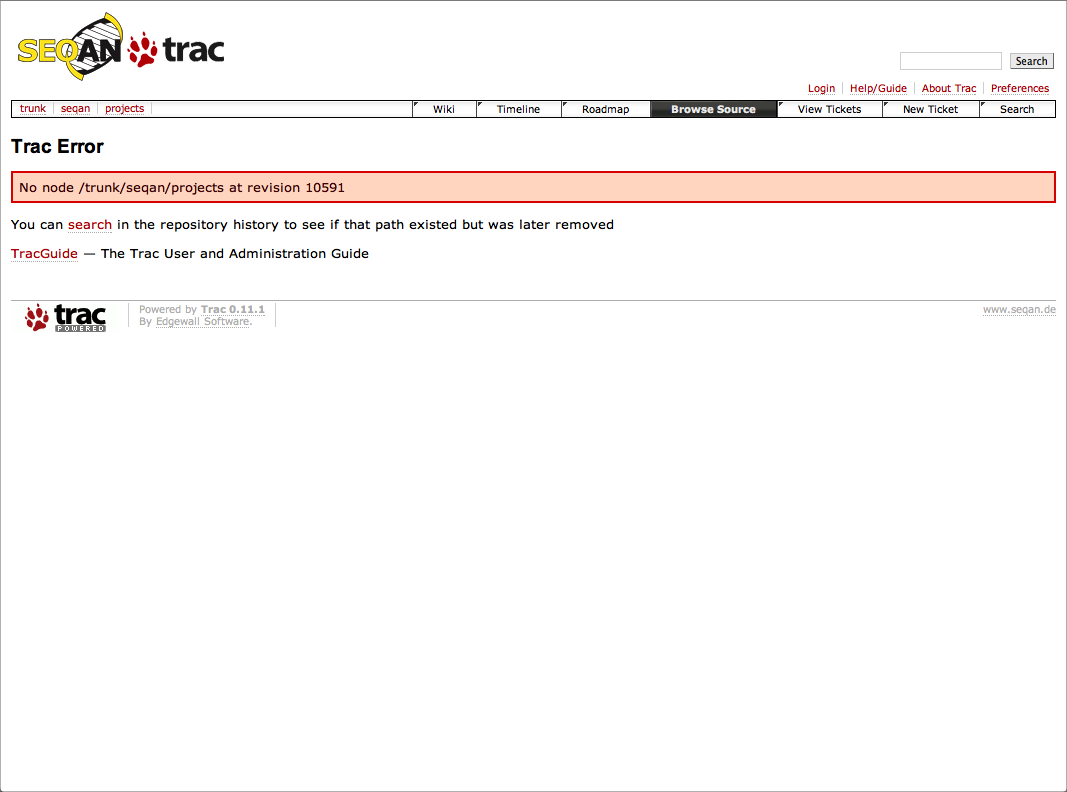 SEQAN trac
Search
Login Help/Guide About Trac Preferences
trunk seqan projects Wiki Timeline Roadmap Browse Source View Tickets New Ticket Search
Trac Error
No node /trunk/seqan/projects at revision 10591
You can search in the repository history to see if that path existed but was later removed
TracGuide — The Trac User and Administration Guide
trac
POWERED
Powered by Trac 0.11.1
By Edgewall Software.
www.seqan.de